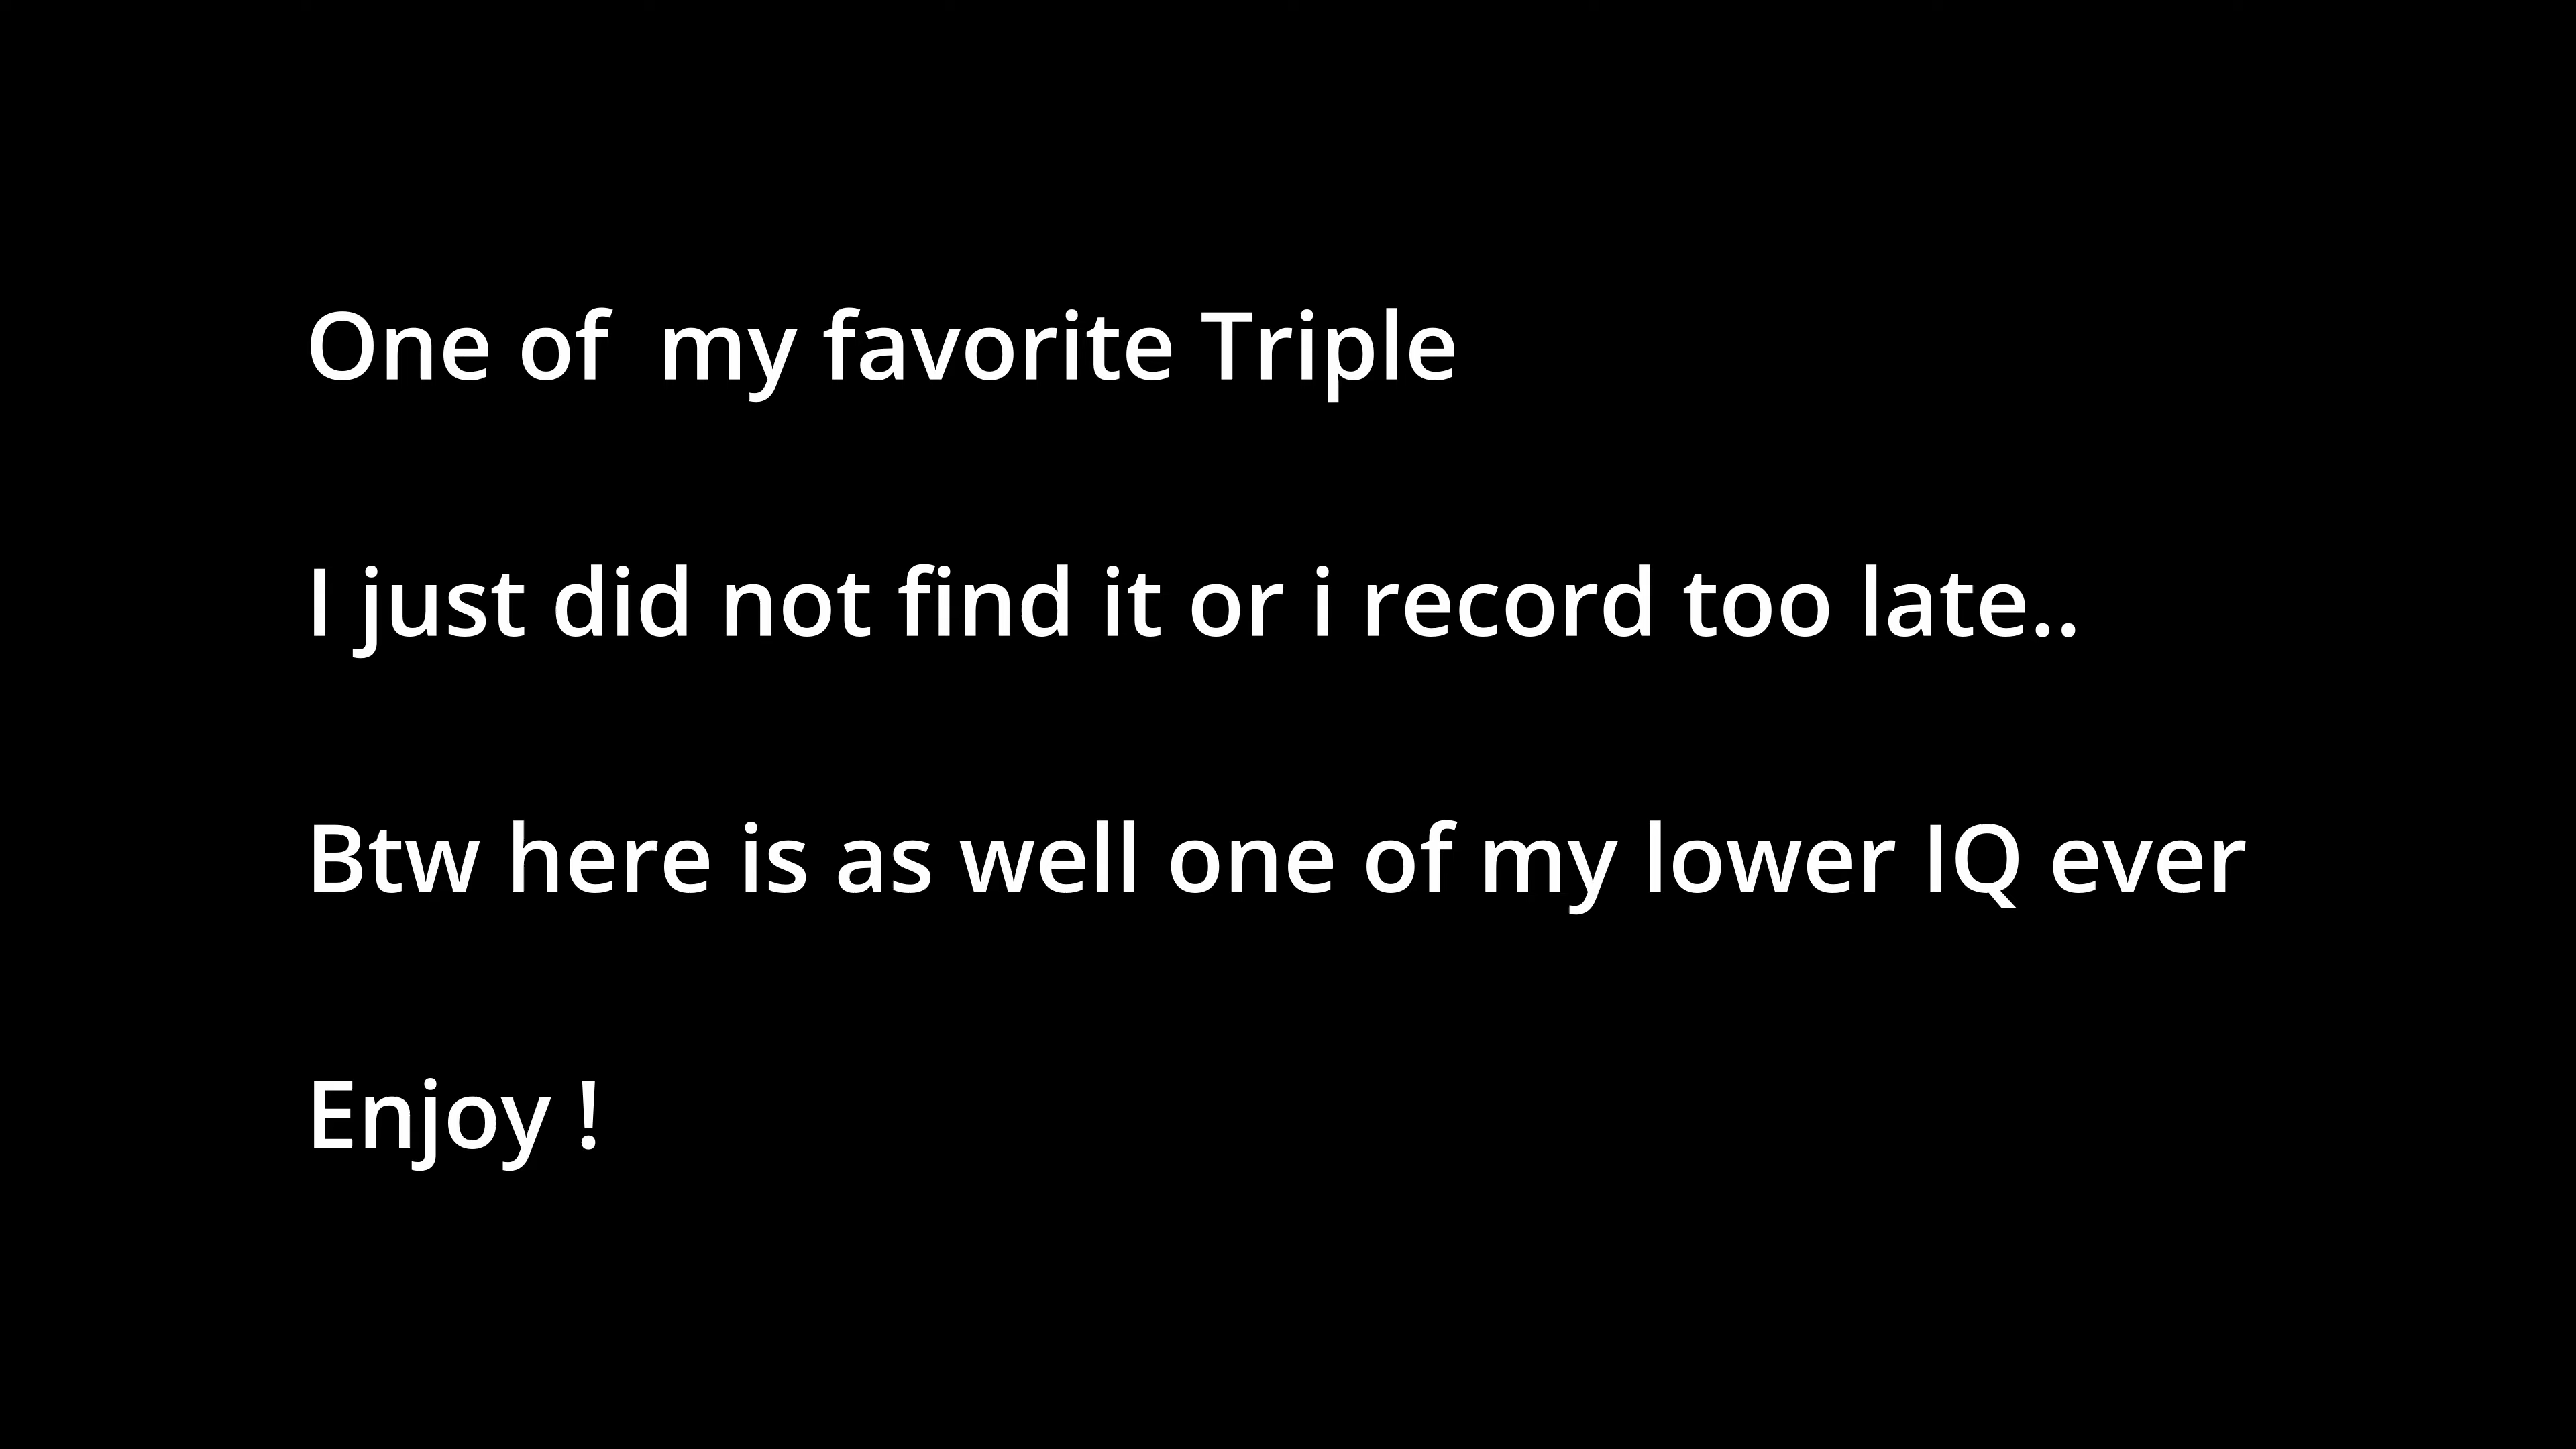 One of  my favorite Triple
I just did not find it or i record too late..
Btw here is as well one of my lower IQ ever
Enjoy !